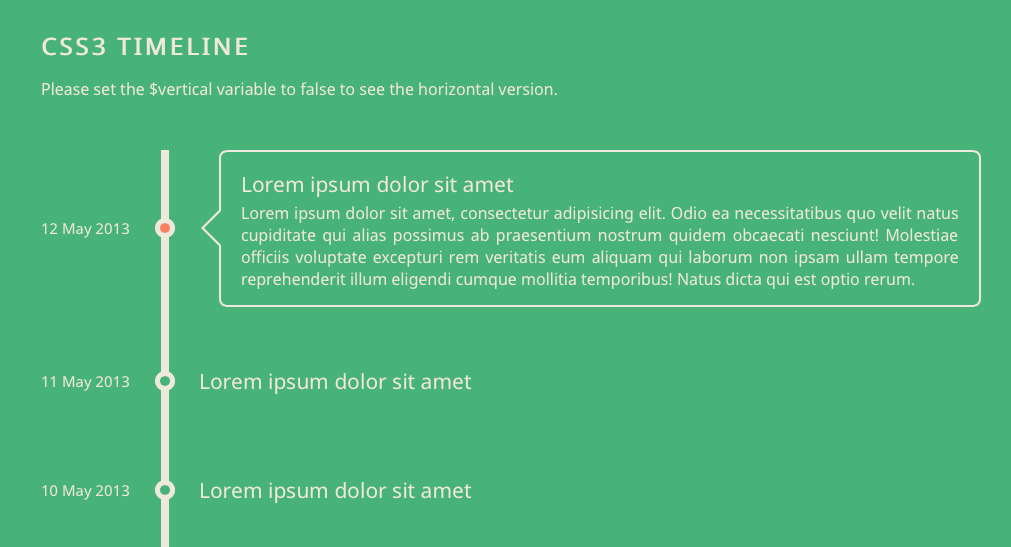 CSS3 TIMELINE
Please set the $vertical variable to false to see the horizontal version.
12 May 2013
Lorem ipsum dolor sit amet
Lorem ipsum dolor sit amet, consectetur adipisicing elit. Odio ea necessitatibus quo velit natus
cupiditate qui alias possimus ab praesentium nostrum quidem obcaecati nesciunt! Molestiae
officiis voluptate excepturi rem veritatis eum aliquam qui laborum non ipsam ullam tempore
reprehenderit illum eligendi cumque mollitia temporibus! Natus dicta qui est optio rerum.
11 May 2013
Lorem ipsum dolor sit amet
10 May 2013
Lorem ipsum dolor sit amet